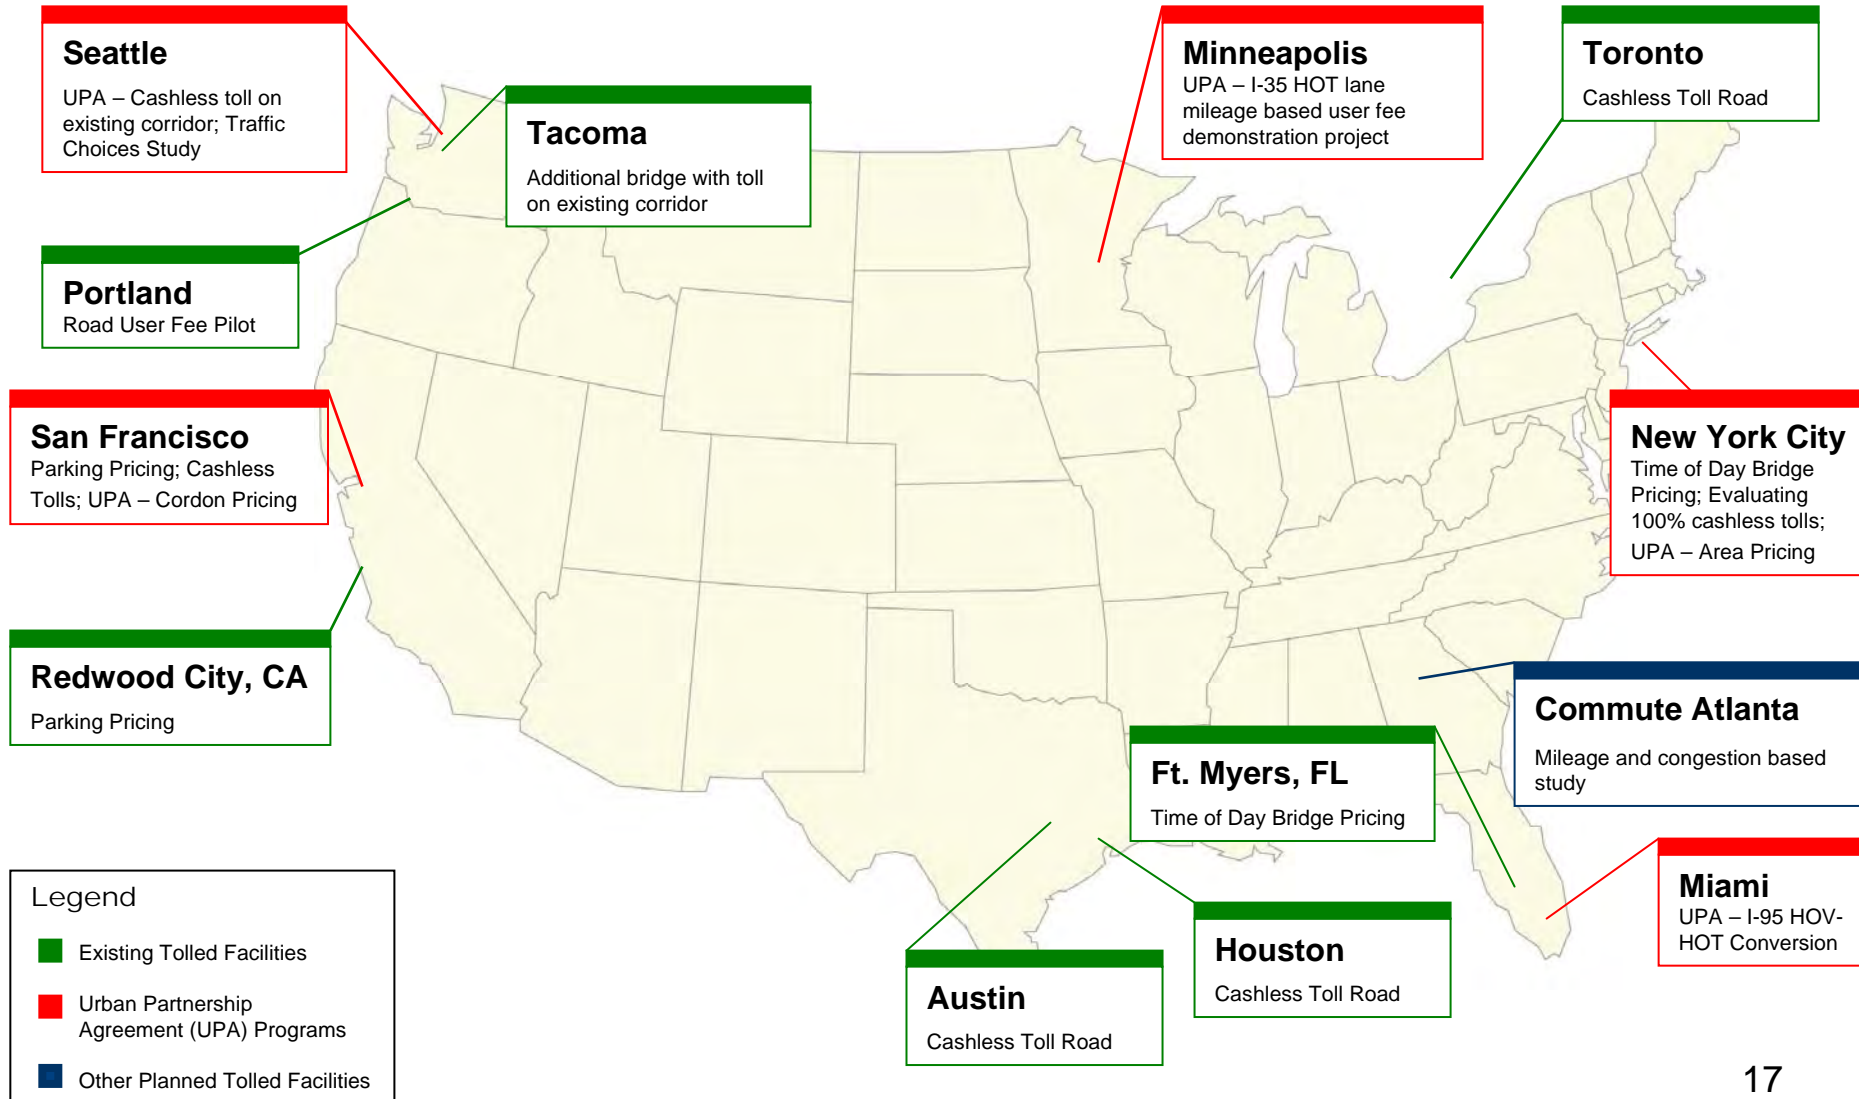 Seattle
UPA – Cashless toll on
existing corridor; Traffic
Choices Study
Tacoma
Additional bridge with toll
on existing corridor
Minneapolis
UPA – I-35 HOT lane
mileage based user fee
demonstration project
Toronto
Cashless Toll Road
Portland
Road User Fee Pilot
San Francisco
Parking Pricing; Cashless
Tolls; UPA – Cordon Pricing
New York City
Time of Day Bridge
Pricing; Evaluating
100% cashless tolls;
UPA – Area Pricing
Redwood City, CA
Parking Pricing
Commute Atlanta
Mileage and congestion based
study
Ft. Myers, FL
Time of Day Bridge Pricing
Miami
UPA – I-95 HOV-
HOT Conversion
Houston
Cashless Toll Road
Austin
Cashless Toll Road
Legend
Existing Tolled Facilities
Urban Partnership
Agreement (UPA) Programs
Other Planned Tolled Facilities
17